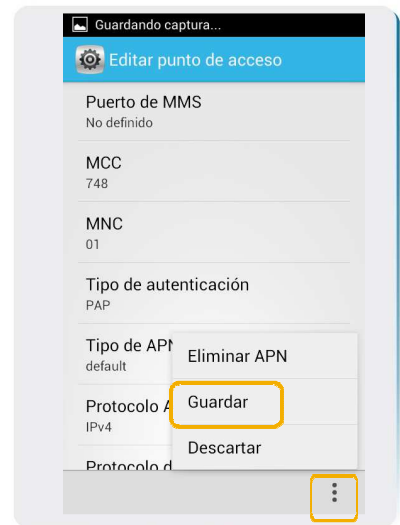 Guardando captura...
Editar punto de acceso
Puerto de MMS
No definido
MCC
748
MNC
01
Tipo de autenticación
PAP
Tipo de AP
default
Eliminar APN
Protocolo A
IPv4
Guardar
Descartar
Protocolo d